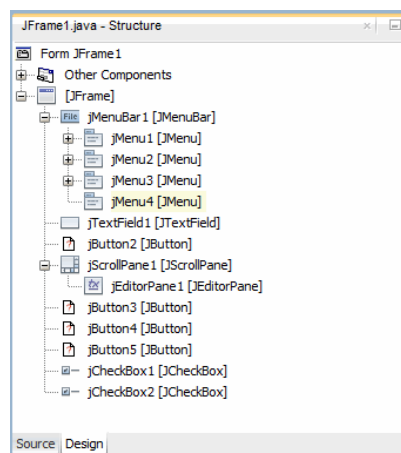 JFrame1.java - Structure
Form JFrame1
Other Components
[JFrame]
File jMenuBar1 [JMenuBar]
jMenu1 [JMenu]
jMenu2 [JMenu]
jMenu3 [JMenu]
jMenu4 [JMenu]
jTextField1 [JTextField]
jButton2 [JButton]
jScrollPane1 [JScrollPane]
jEditorPane1 [JEditorPane]
jButton3 [JButton]
jButton4 [JButton]
jButton5 [JButton]
jCheckBox1 [JCheckBox]
jCheckBox2 [JCheckBox]
Source Design